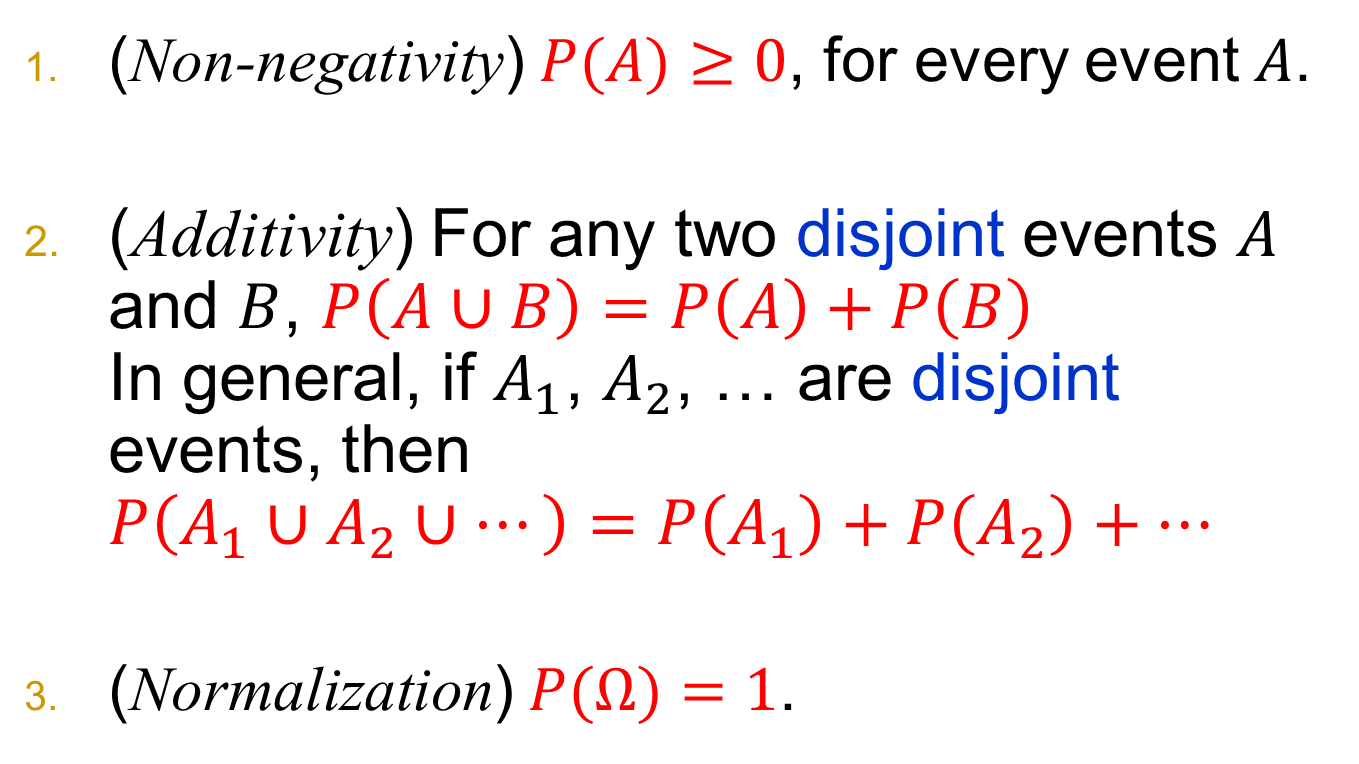 1. (Non-negativity) P(A) ≥ 0, for every event A.
2. (Additivity) For any two disjoint events A
and B, P(A ∪ B) = P(A) + P(B)
In general, if A₁, A₂, … are disjoint
events, then
P(A₁ ∪ A₂ ∪ ⋯ ) = P(A₁) + P(A₂) + ⋯
3. (Normalization) P(Ω) = 1.